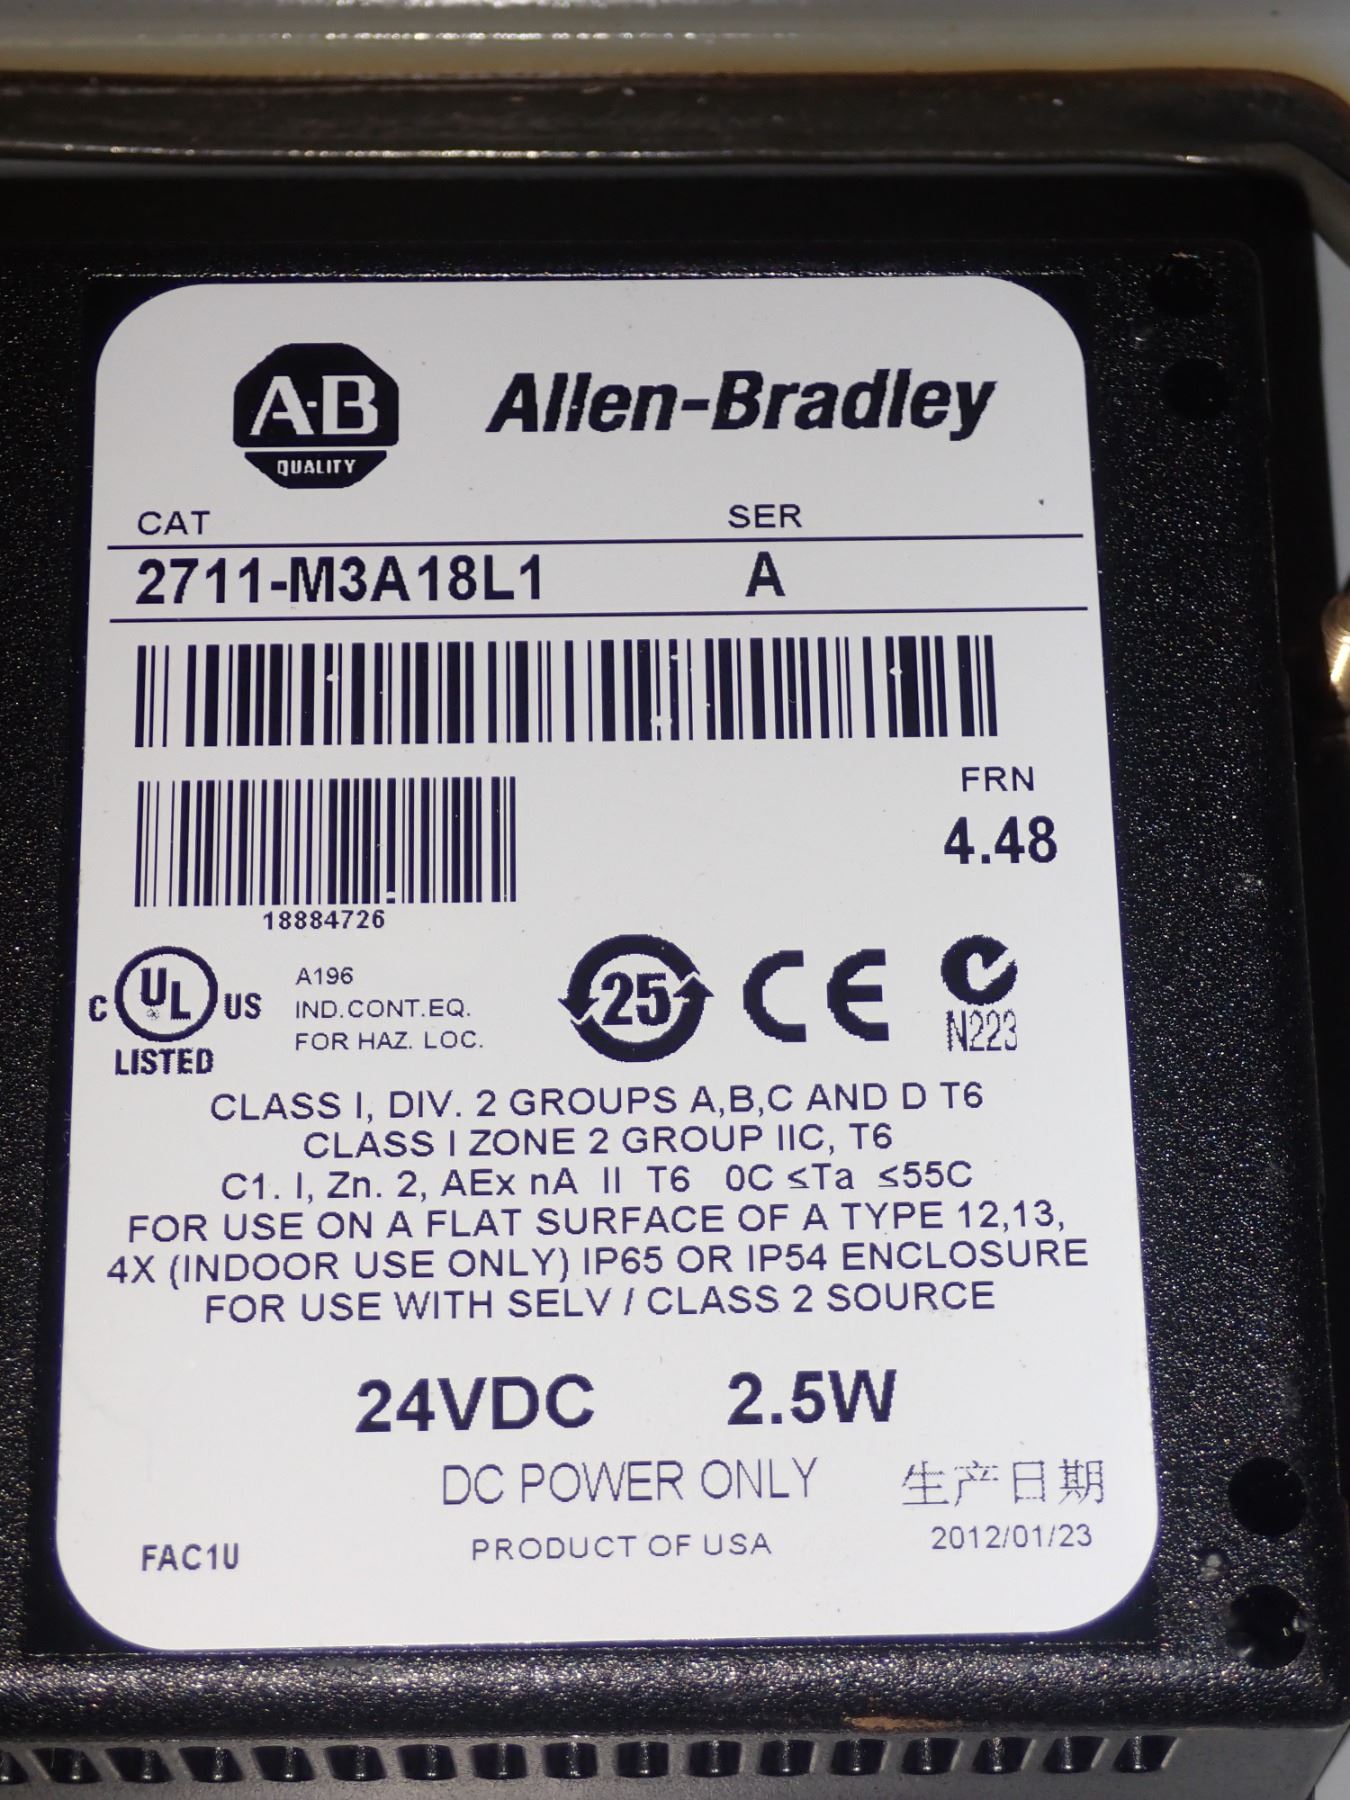 A-B
QUALITY
Allen-Bradley
CAT SER
2711-M3A18L1 A
FRN
4.48
18884726
C UL US
LISTED
A196
IND.CONT.EQ.
FOR HAZ. LOC.
25
CE
N223
CLASS I, DIV. 2 GROUPS A,B,C AND D T6
CLASS I ZONE 2 GROUP IIC, T6
C1. I, Zn. 2, AEx nA II T6 0C ≤Ta ≤55C
FOR USE ON A FLAT SURFACE OF A TYPE 12,13,
4X (INDOOR USE ONLY) IP65 OR IP54 ENCLOSURE
FOR USE WITH SELV / CLASS 2 SOURCE
24VDC 2.5W
DC POWER ONLY 生产日期
FAC1U PRODUCT OF USA 2012/01/23